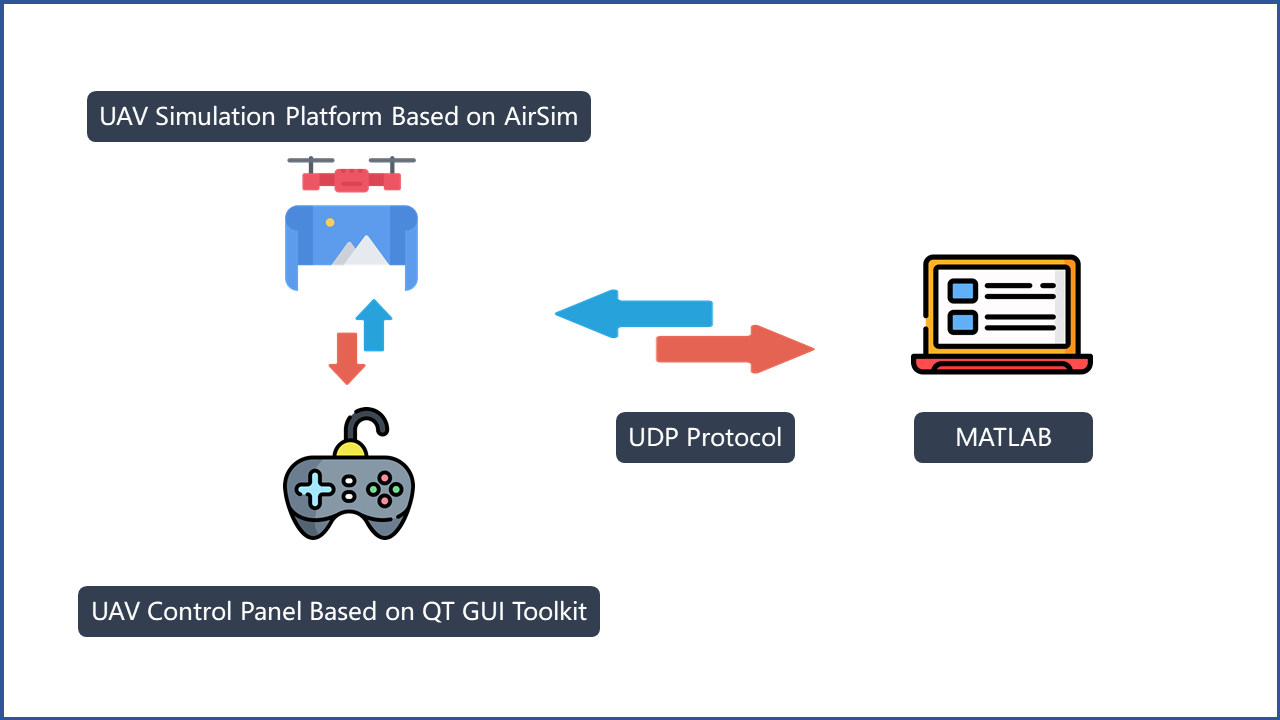 UAV Simulation Platform Based on AirSim
UDP Protocol
MATLAB
UAV Control Panel Based on QT GUI Toolkit